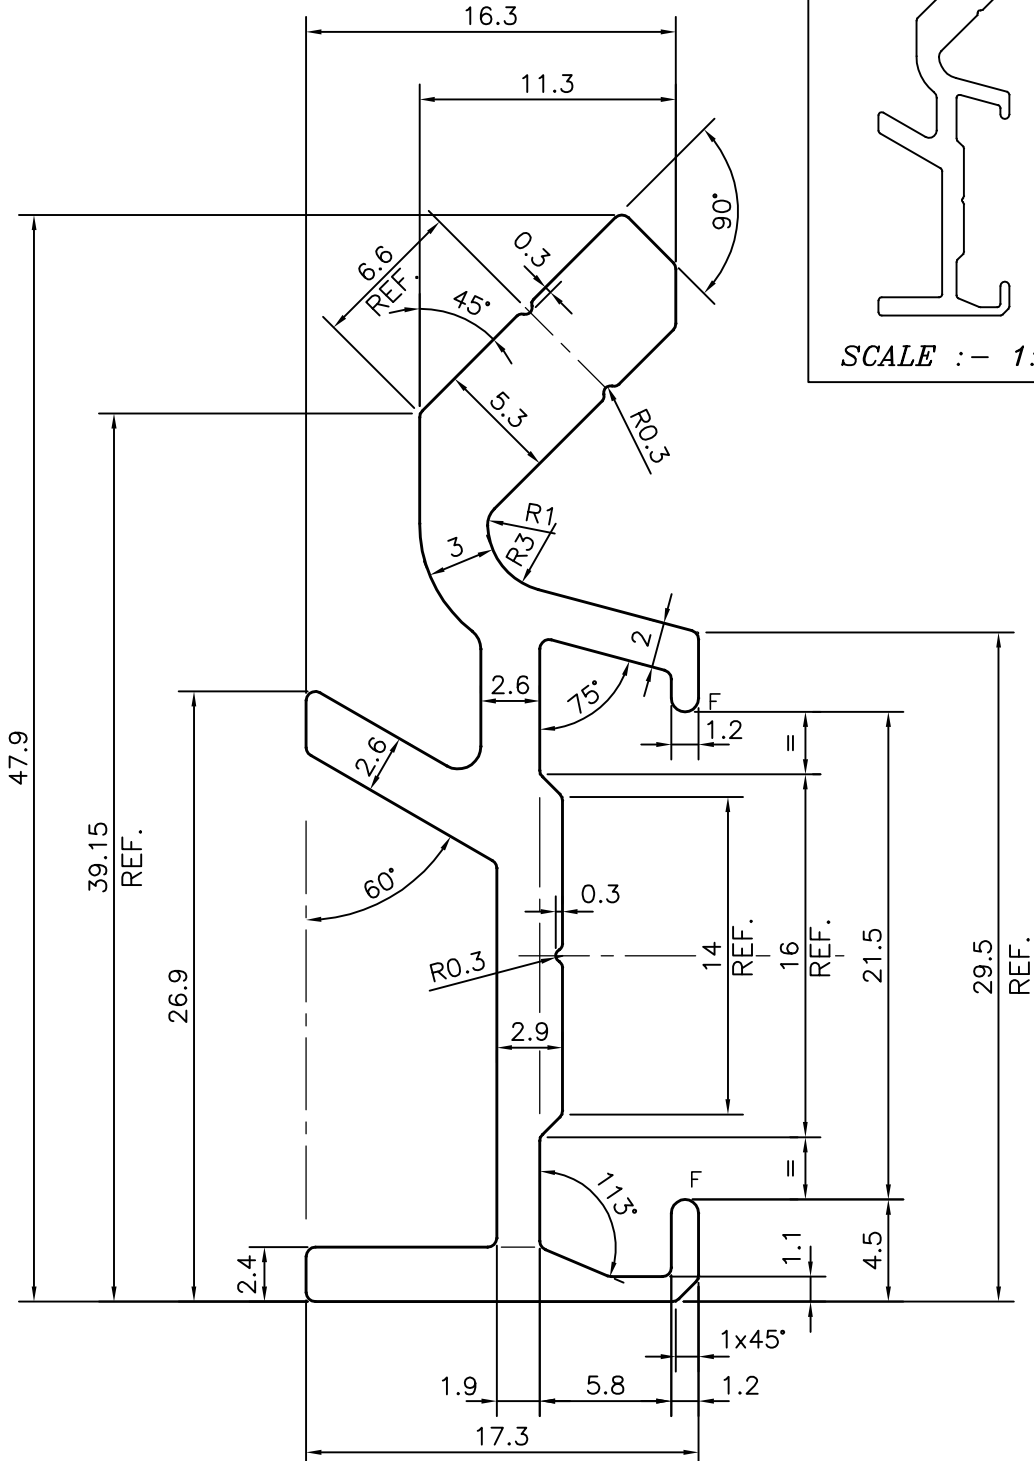 16.3
11.3
90°
0.3
6.6
REF.
45°
SCALE :- 1:
5.3
R0.3
R1
R3
3
2
2.6
75°
F
1.2
=
47.9
2.6
39.15
REF.
60°
0.3
14
REF.
16
REF.
21.5
29.5
REF.
R0.3
26.9
2.9
113°
F
=
1.1
4.5
2.4
1x45°
1.9
5.8
1.2
17.3